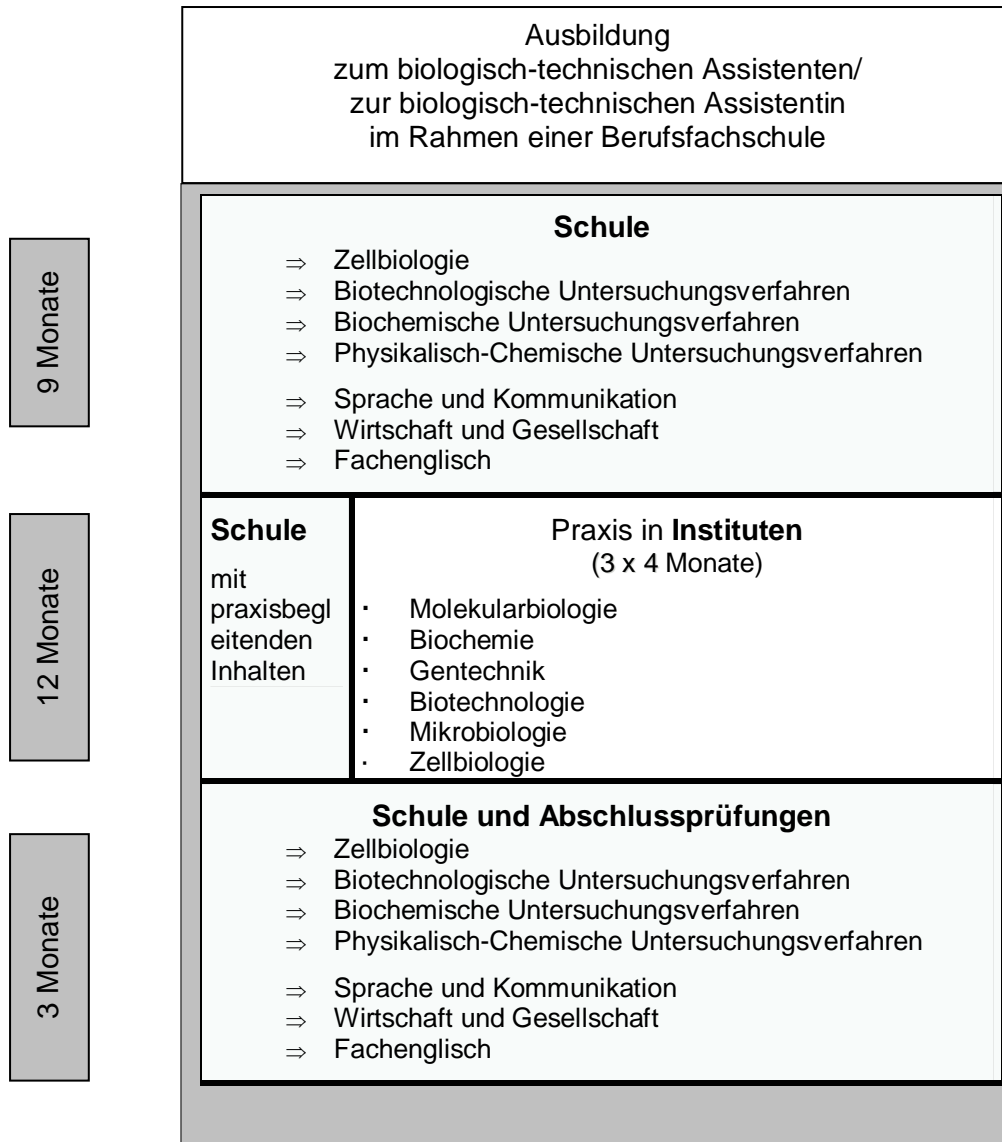 Ausbildung
zum biologisch-technischen Assistenten/
zur biologisch-technischen Assistentin
im Rahmen einer Berufsfachschule
9 Monate
Schule
⇒ Zellbiologie
⇒ Biotechnologische Untersuchungsverfahren
⇒ Biochemische Untersuchungsverfahren
⇒ Physikalisch-Chemische Untersuchungsverfahren
⇒ Sprache und Kommunikation
⇒ Wirtschaft und Gesellschaft
⇒ Fachenglisch
12 Monate
Schule
mit
praxisbegl
eitenden
Inhalten
Praxis in Instituten
(3 x 4 Monate)
· Molekularbiologie
· Biochemie
· Gentechnik
· Biotechnologie
· Mikrobiologie
· Zellbiologie
3 Monate
Schule und Abschlussprüfungen
⇒ Zellbiologie
⇒ Biotechnologische Untersuchungsverfahren
⇒ Biochemische Untersuchungsverfahren
⇒ Physikalisch-Chemische Untersuchungsverfahren
⇒ Sprache und Kommunikation
⇒ Wirtschaft und Gesellschaft
⇒ Fachenglisch